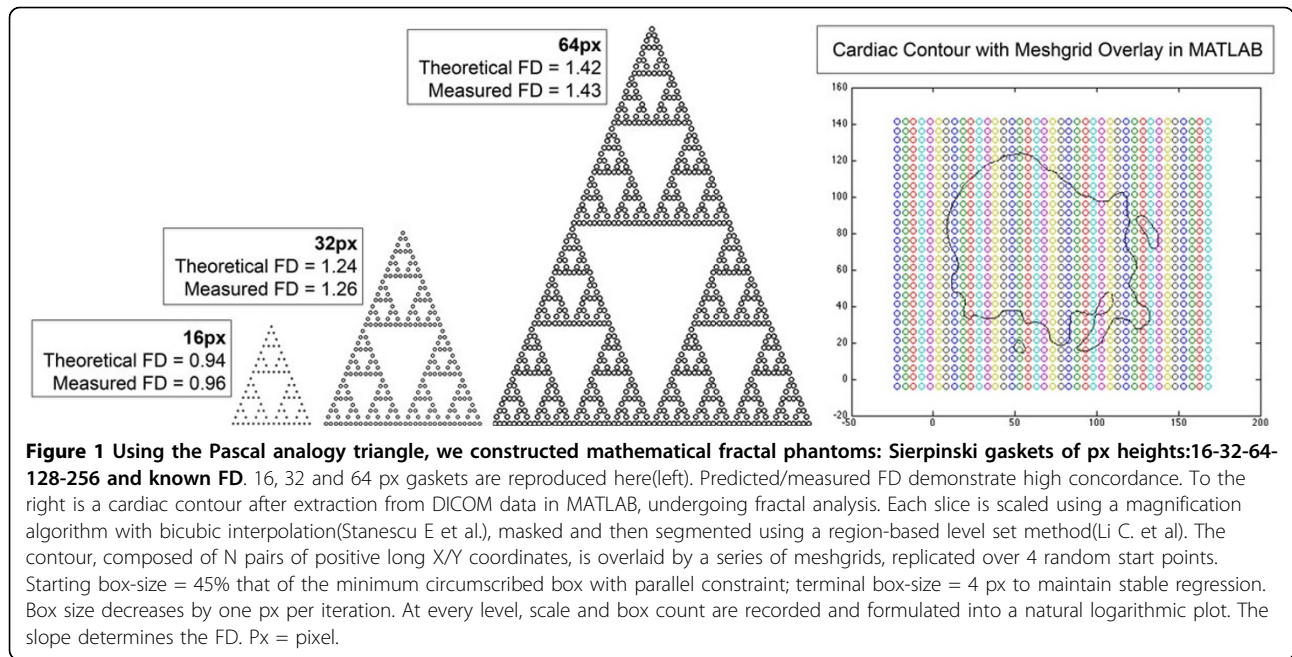 64px
Theoretical FD = 1.42
Measured FD = 1.43
32px
Theoretical FD = 1.24
Measured FD = 1.26
16px
Theoretical FD = 0.94
Measured FD = 0.96
Cardiac Contour with Meshgrid Overlay in MATLAB
160
140
120
100
80
60
40
20
0
-20
-50
0
50
100
150
200
Figure 1 Using the Pascal analogy triangle, we constructed mathematical fractal phantoms: Sierpinski gaskets of px heights:16-32-64-
128-256 and known FD. 16, 32 and 64 px gaskets are reproduced here(left). Predicted/measured FD demonstrate high concordance. To the
right is a cardiac contour after extraction from DICOM data in MATLAB, undergoing fractal analysis. Each slice is scaled using a magnification
algorithm with bicubic interpolation(Stanescu E et al.), masked and then segmented using a region-based level set method(Li C. et al). The
contour, composed of N pairs of positive long X/Y coordinates, is overlaid by a series of meshgrids, replicated over 4 random start points.
Starting box-size = 45% that of the minimum circumscribed box with parallel constraint; terminal box-size = 4 px to maintain stable regression.
Box size decreases by one px per iteration. At every level, scale and box count are recorded and formulated into a natural logarithmic plot. The
slope determines the FD. Px = pixel.